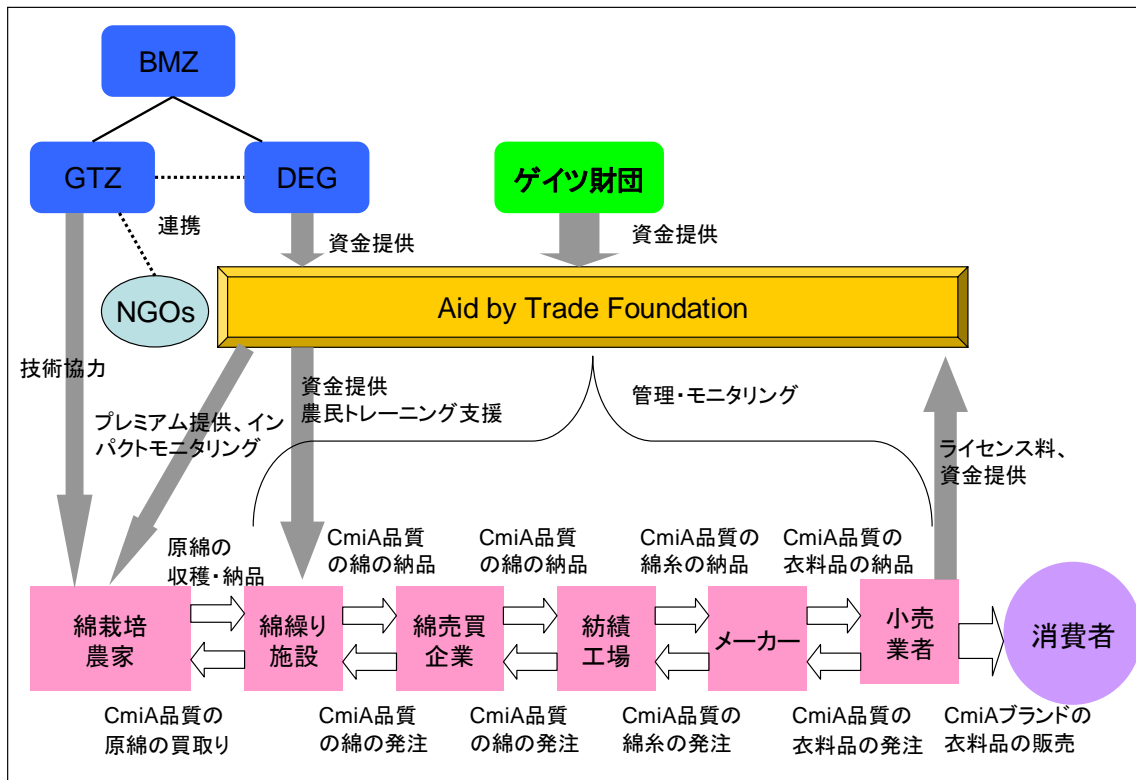 BMZ
GTZ
DEG
ゲイツ財団
連携
資金提供
資金提供
NGOs
Aid by Trade Foundation
技術協力
プレミアム提供、イン
パクトモニタリング
資金提供
農民トレーニング支援
管理・モニタリング
ライセンス料、
資金提供
原綿の
収穫・納品
CmiA品質
の綿の納品
CmiA品質
の綿の納品
CmiA品質の
綿糸の納品
CmiA品質の
衣料品の納品
綿栽培
農家
綿繰り
施設
綿売買
企業
紡績
工場
メーカー
小売
業者
消費者
CmiA品質の
原綿の買取り
CmiA品質
の綿の発注
CmiA品質
の綿の発注
CmiA品質の
綿糸の発注
CmiA品質の
衣料品の発注
CmiAブランドの
衣料品の販売